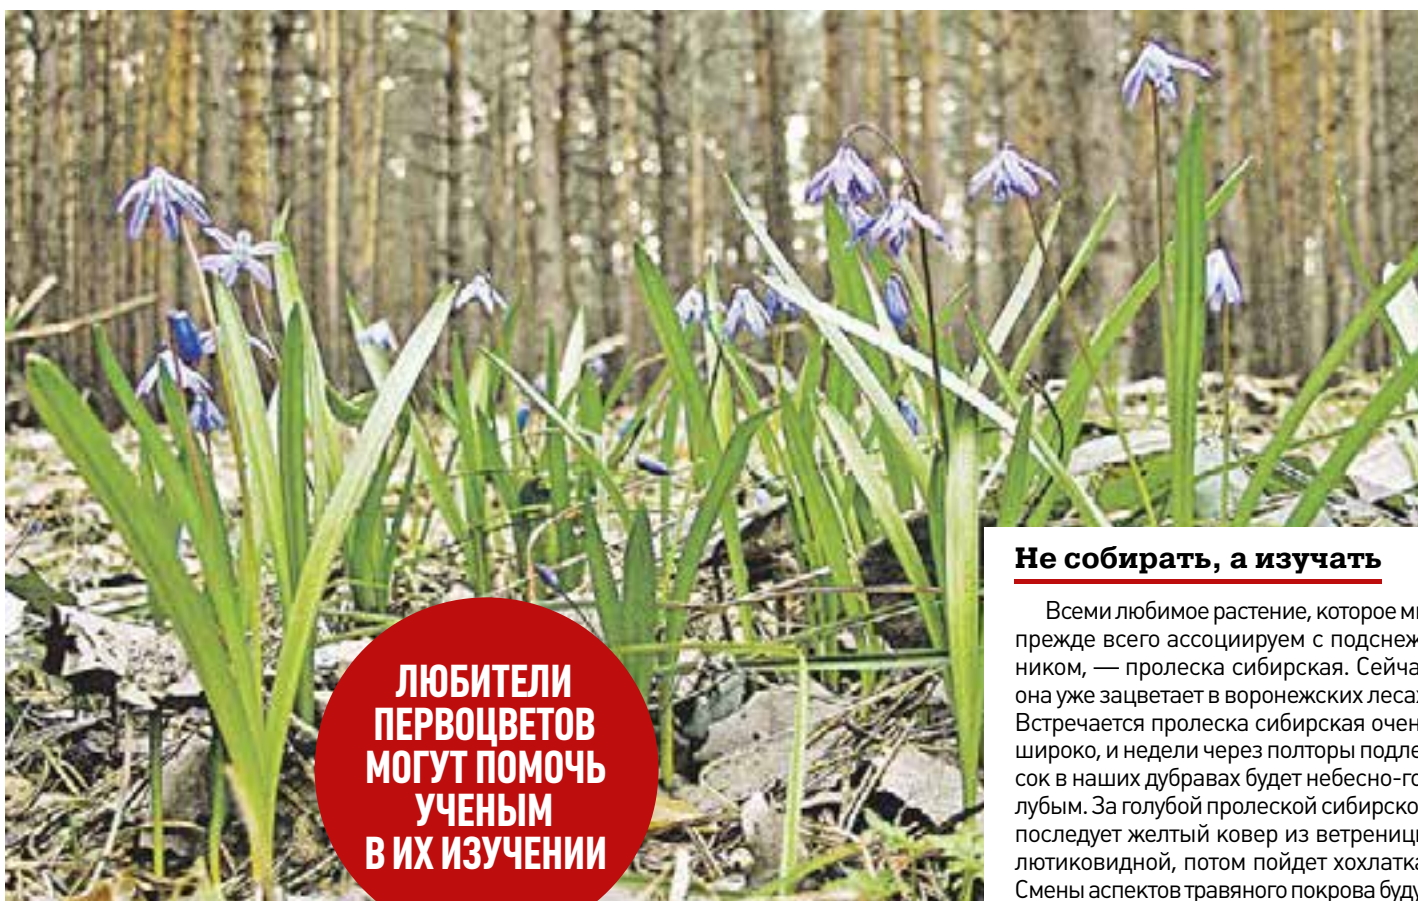 ЛЮБИТЕЛИ
ПЕРВОЦВЕТОВ
МОГУТ ПОМОЧЬ
УЧЕНЫМ
В ИХ ИЗУЧЕНИИ
Не собирать, а изучать
Всеми любимое растение, которое
прежде всего ассоциируем с подснеж
ником, — пролеска сибирская. Сейча
она уже зацветает в воронежских леса
Встречается пролеска сибирская очен
широко, и недели через полторы подле
сок в наших дубравах будет небесно-го
лубым. За голубой пролеской сибирско
последует желтый ковер из ветрениц
лютиковидной, потом пойдет хохлатка
Смены аспектов травяного покрова буду